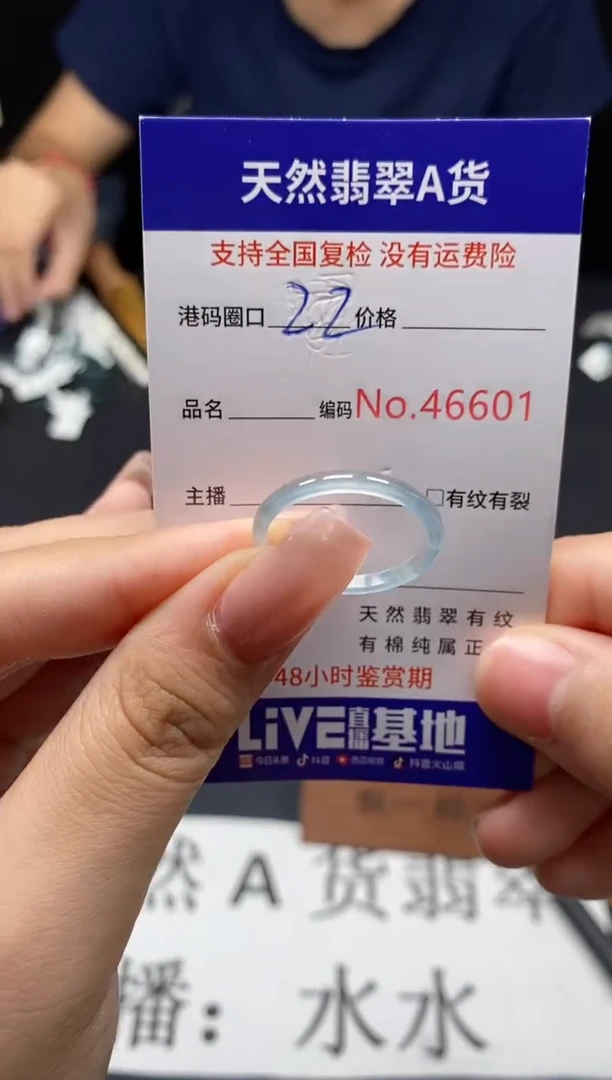 天然翡翠A货
支持全国复检 没有运费险
港码圈口 22 价格
品名 编码No.46601
主播 □有纹有裂
天然翡翠有纹
有棉纯属正
48小时鉴赏期
LiVE直播基地
今日头条 抖音 西瓜视频 抖音火山版
然A货翡翠
播：水水